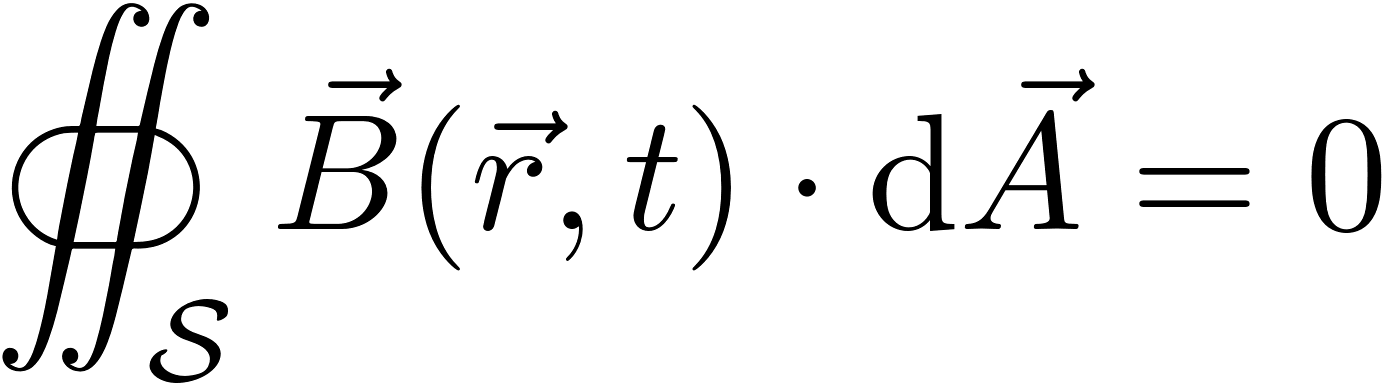 ∯_𝒮 B⃗(r⃗, t) · dA⃗ = 0